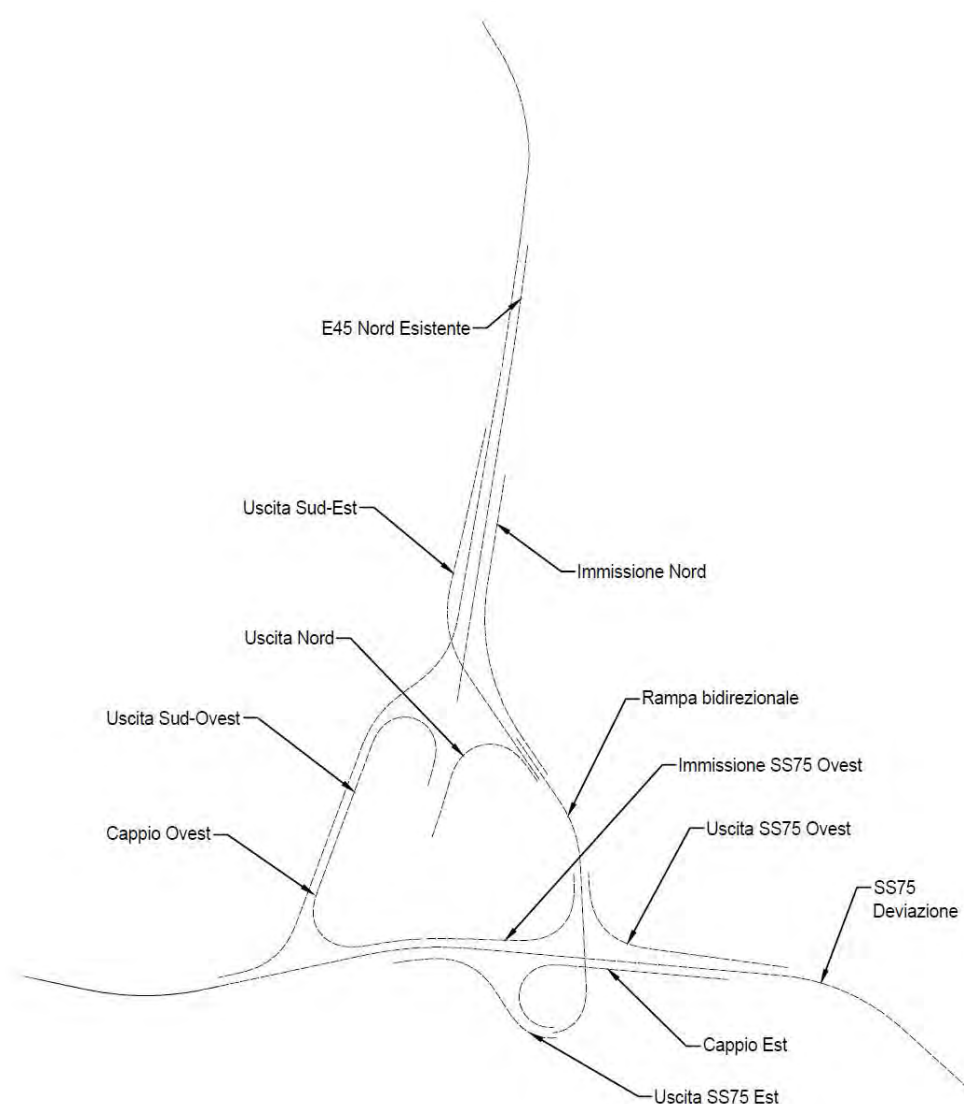 E45 Nord Esistente
Uscita Sud-Est
Immissione Nord
Uscita Nord
Rampa bidirezionale
Uscita Sud-Ovest
Immissione SS75 Ovest
Cappio Ovest
Uscita SS75 Ovest
SS75
Deviazione
Cappio Est
Uscita SS75 Est